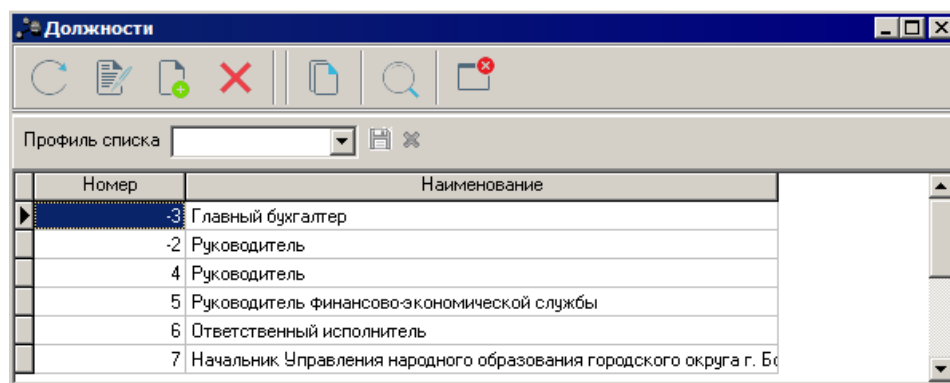 Должности
Профиль списка
Номер Наименование
-3 Главный бухгалтер
-2 Руководитель
4 Руководитель
5 Руководитель финансово-экономической службы
6 Ответственный исполнитель
7 Начальник Управления народного образования городского округа г. Бо